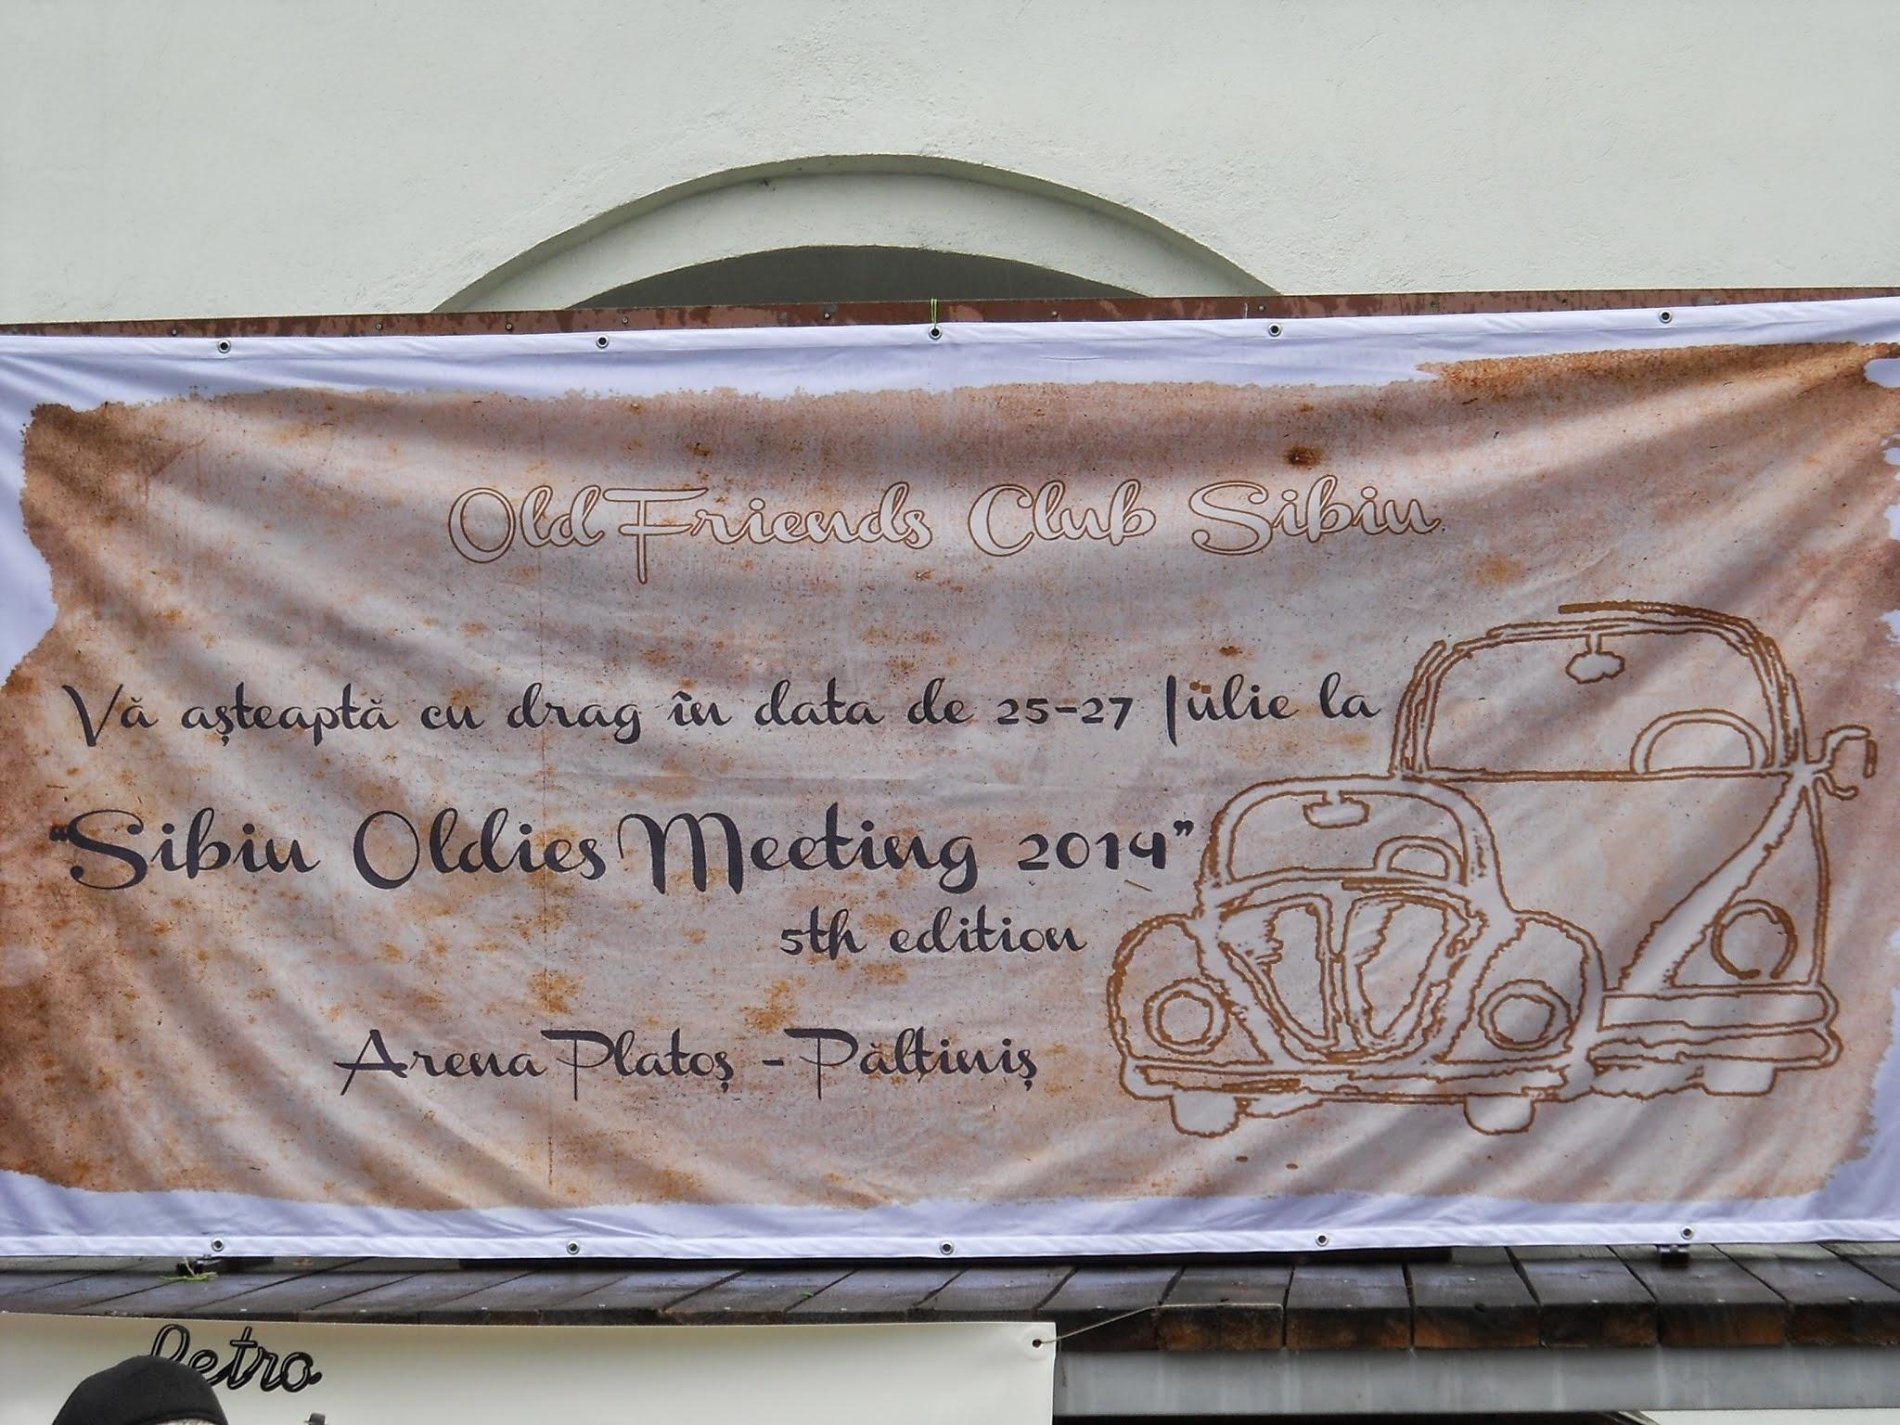 Old Friends Club Sibiu
Vă așteaptă cu drag în data de 25-27 Iülie la
"Sibiu Oldies Meeting 2014"
5th edition
Arena Platoș - Păltiniș
Retro